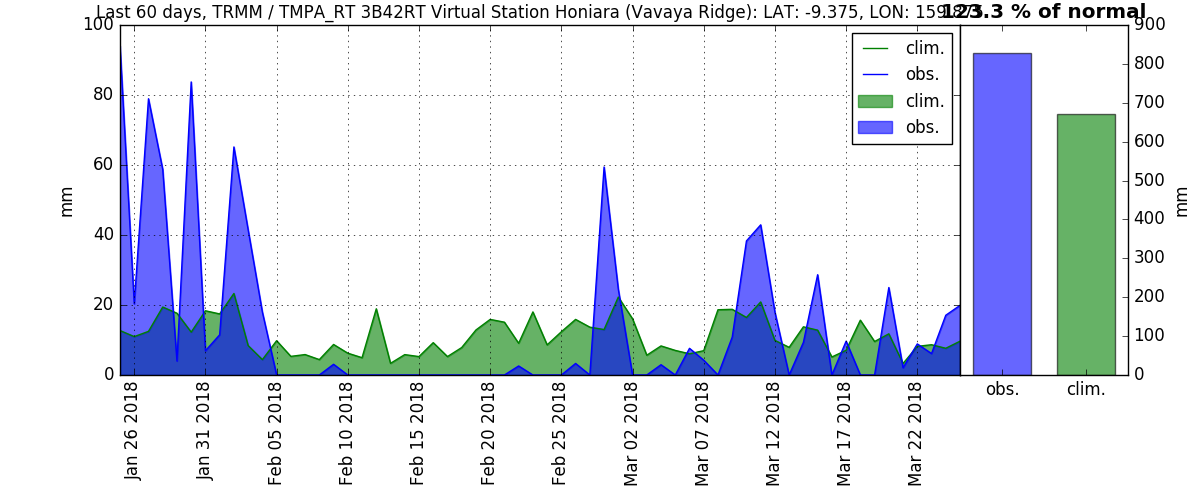 Last 60 days, TRMM / TMPA_RT 3B42RT Virtual Station Honiara (Vavaya Ridge): LAT: -9.375, LON:
123.3 % of normal
100
80
60
40
20
0
mm
clim.
obs.
clim.
obs.
900
800
700
600
500
400
300
200
100
0
mm
obs.
clim.
Jan 26 2018
Jan 31 2018
Feb 05 2018
Feb 10 2018
Feb 15 2018
Feb 20 2018
Feb 25 2018
Mar 02 2018
Mar 07 2018
Mar 12 2018
Mar 17 2018
Mar 22 2018